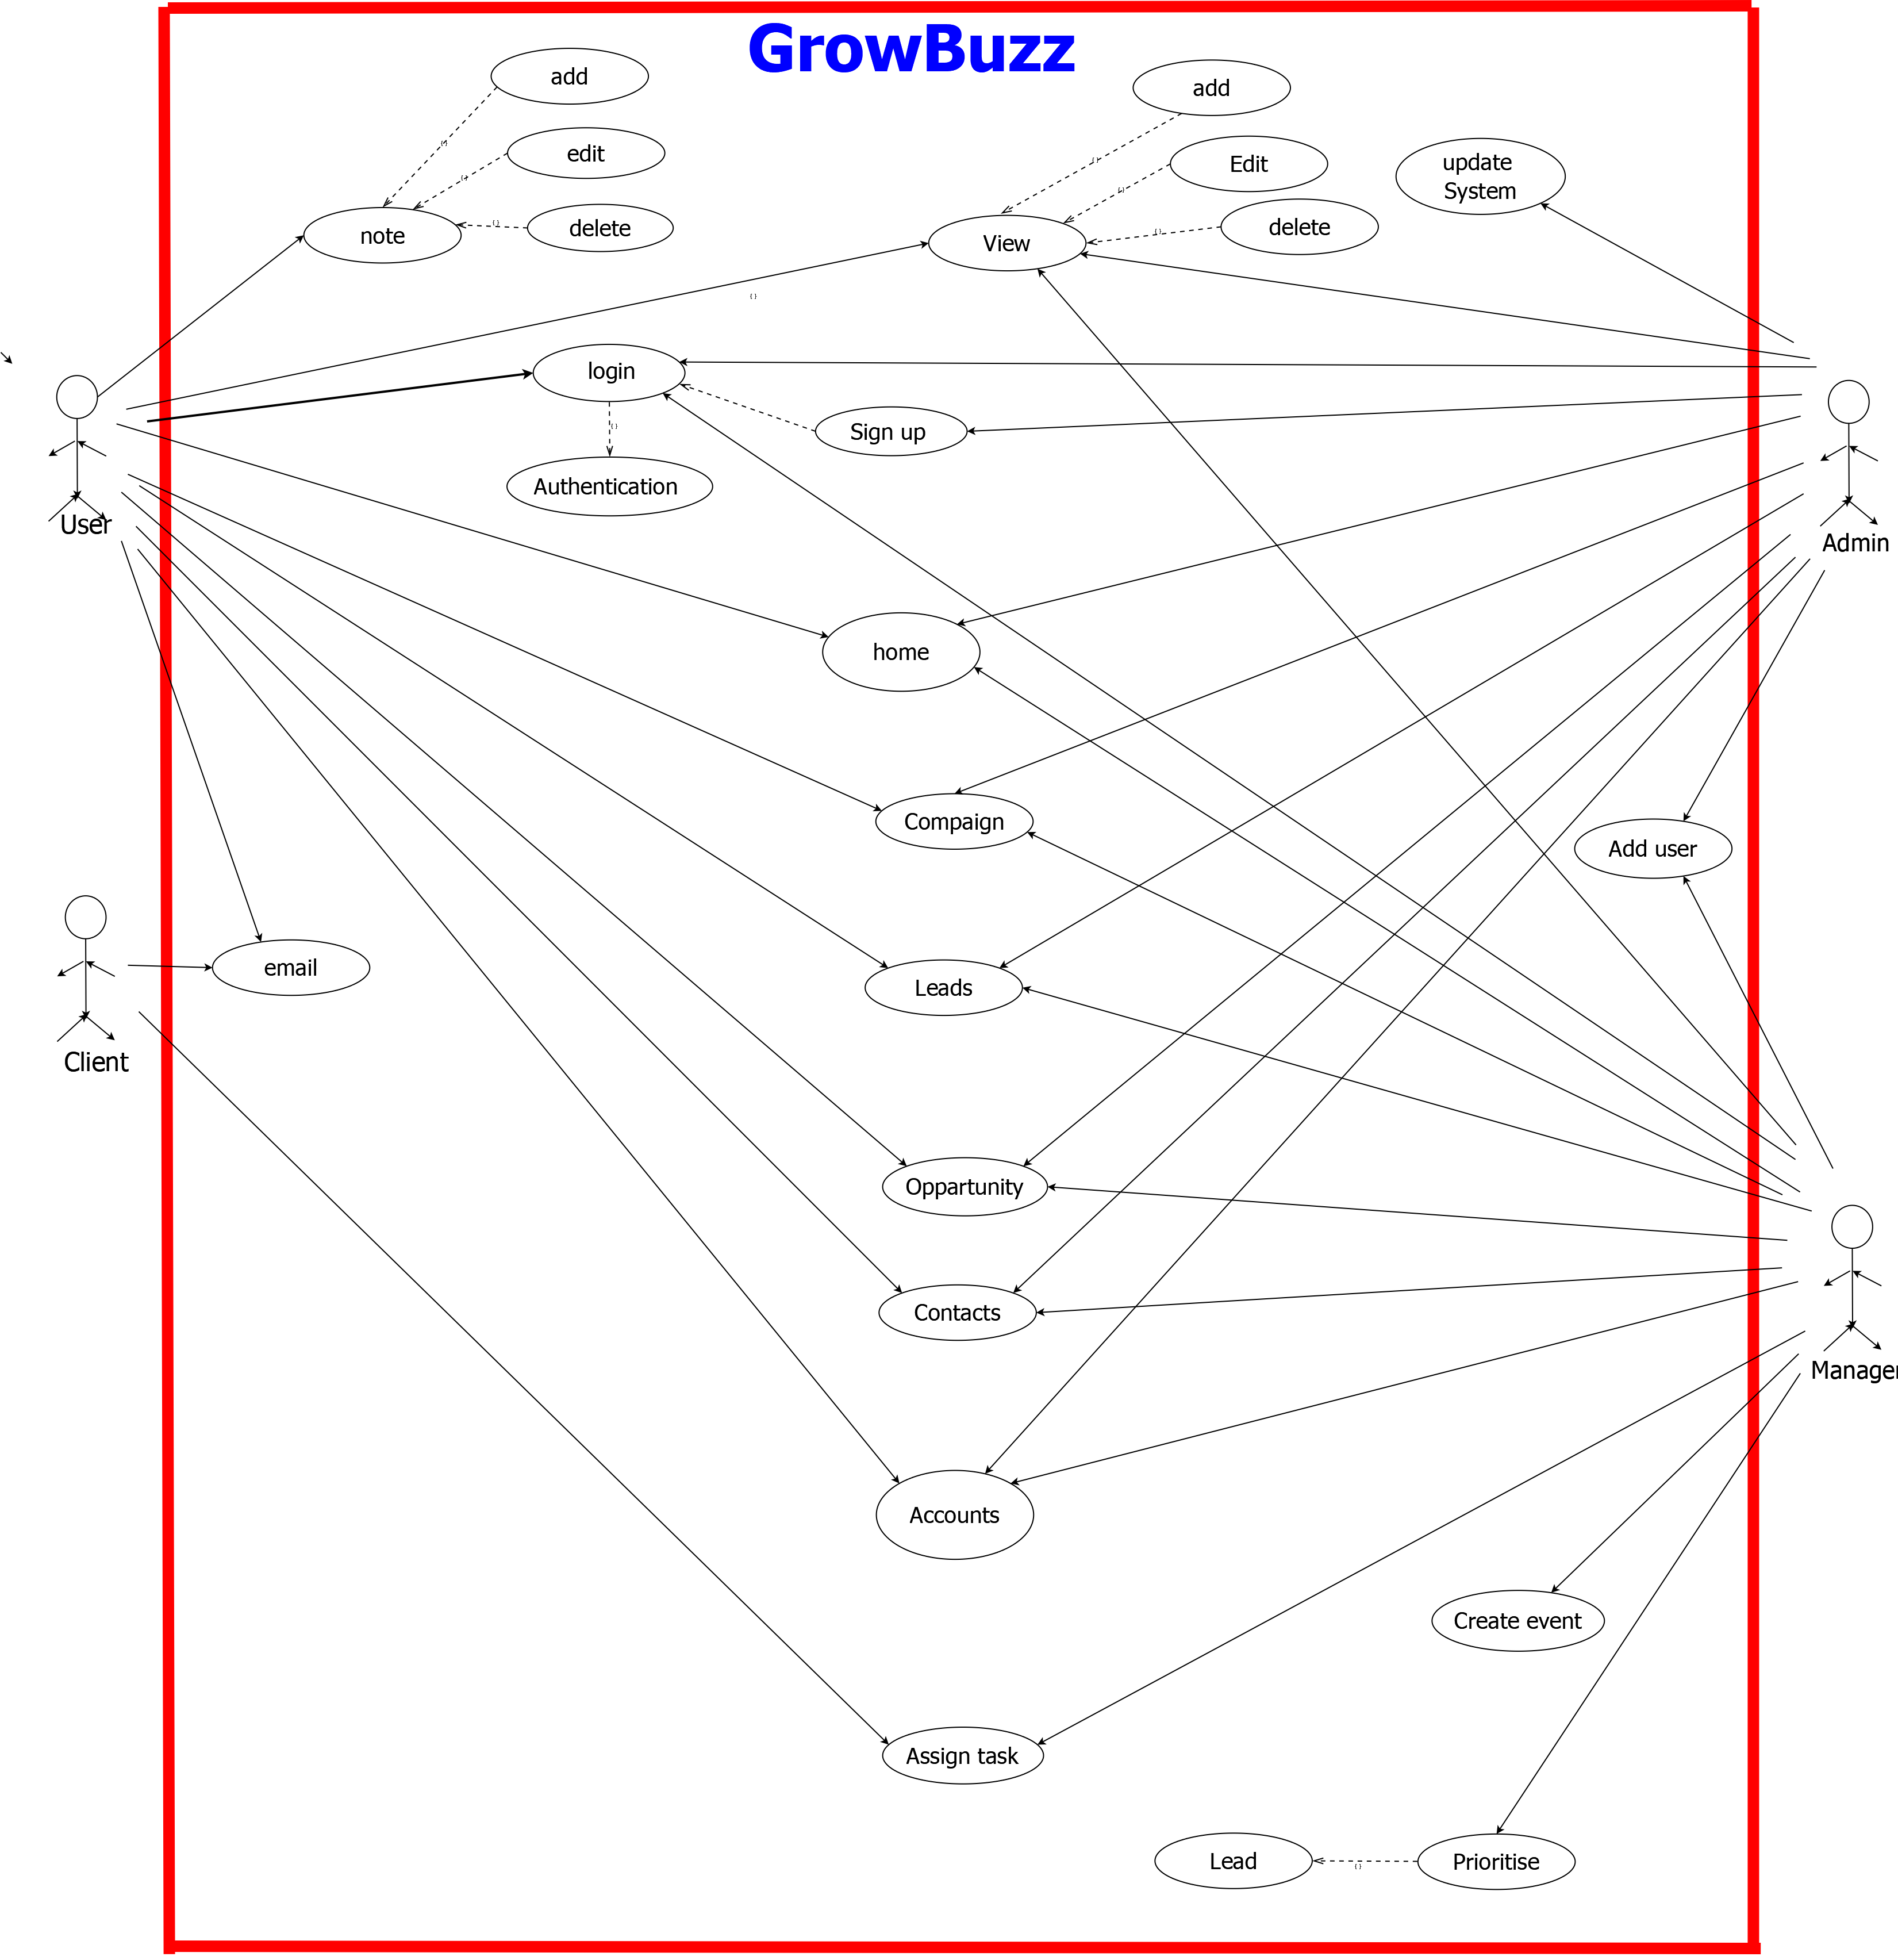 GrowBuzz
add
add
edit
Edit
update
System
note
delete
View
delete
{ }
{ }
{ }
{ }
{ }
{ }
{ }
login
Sign up
{ }
Authentication
User
Admin
home
Compaign
Add user
email
Leads
Client
Oppartunity
Contacts
Manager
Accounts
Create event
Assign task
Lead
{ }
Prioritise